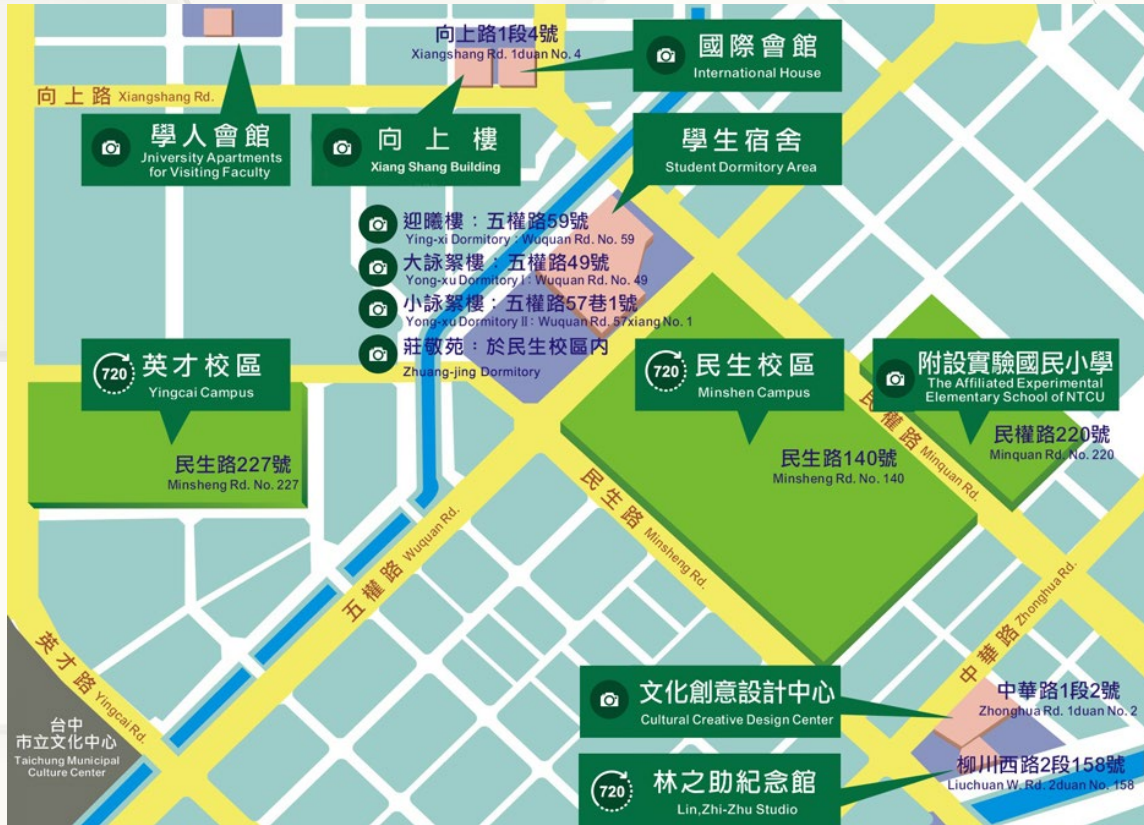 向上路1段4號
Xiangshang Rd. 1duan No. 4
國際會館
International House
向上路 Xiangshang Rd.
學人會館
Jniversity Apartments
for Visiting Faculty
向上樓
Xiang Shang Building
學生宿舍
Student Dormitory Area
迎曦樓：五權路59號
Ying-xi Dormitory : Wuquan Rd. No. 59
大詠絮樓：五權路49號
Yong-xu Dormitory I : Wuquan Rd. No. 49
小詠絮樓：五權路57巷1號
Yong-xu Dormitory II : Wuquan Rd. 57xiang No. 1
莊敬苑：於民生校區內
Zhuang-jing Dormitory
720
英才校區
Yingcai Campus
民生路227號
Minsheng Rd. No. 227
720
民生校區
Minshen Campus
民生路140號
Minsheng Rd. No. 140
附設實驗國民小學
The Affiliated Experimental
Elementary School of NTCU
民權路220號
Minquan Rd. No. 220
民權路 Minquan Rd.
民生路 Minsheng Rd.
五權路 Wuquan Rd.
中華路 Zhonghua Rd.
英才路 Yingcai Rd.
台中
市立文化中心
Taichung Municipal
Culture Center
文化創意設計中心
Cultural Creative Design Center
中華路1段2號
Zhonghua Rd. 1duan No. 2
720
林之助紀念館
Lin,Zhi-Zhu Studio
柳川西路2段158號
Liuchuan W. Rd. 2duan No. 158